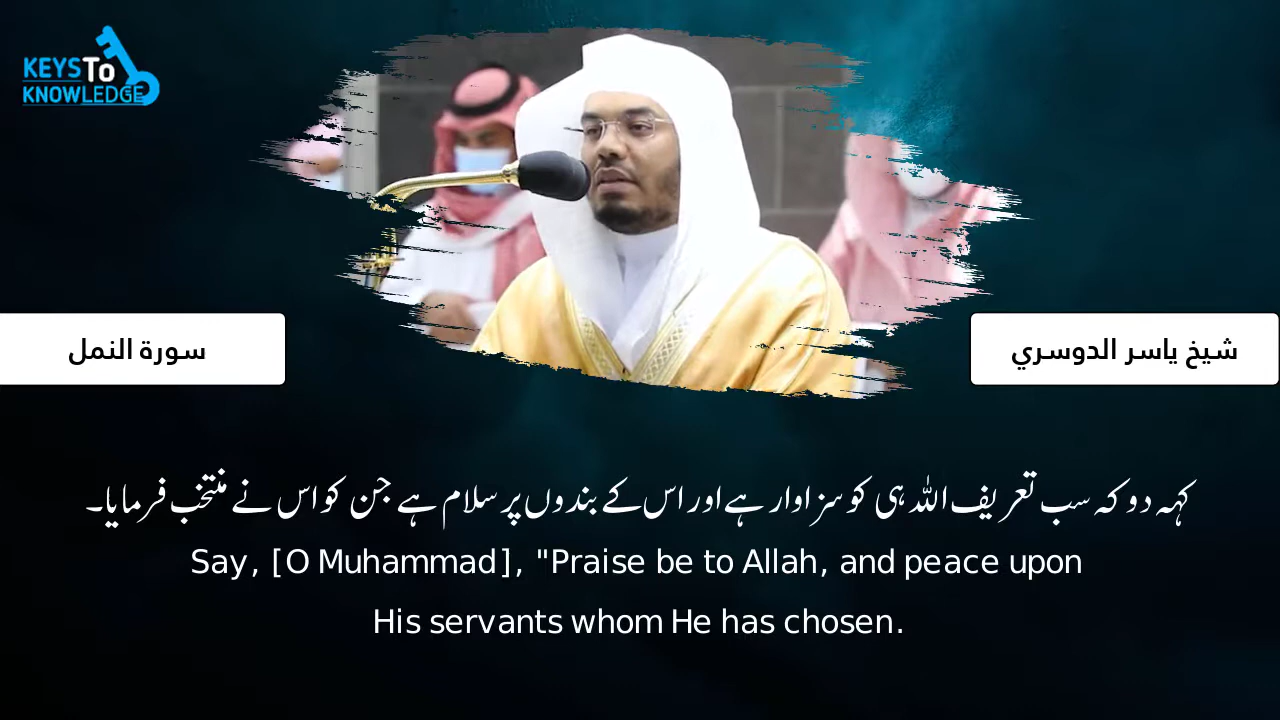 KEYS To
KNOWLEDGE
سورة النمل
شيخ ياسر الدوسري
کہہ دو کہ سب تعریف اللہ ہی کو سزاوار ہے اور اس کے بندوں پر سلام ہے جن کو اس نے منتخب فرمایا۔
Say, [O Muhammad], "Praise be to Allah, and peace upon
His servants whom He has chosen.